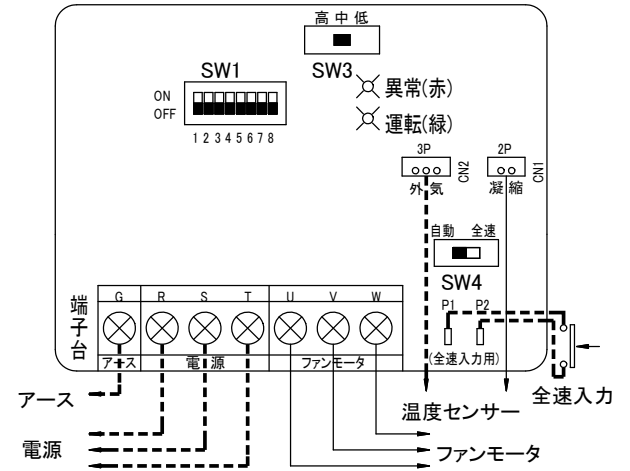 高 中 低
SW1
SW3
異常(赤)
ON
OFF
運転(緑)
1 2 3 4 5 6 7 8
3P
2P
CN2
CN1
外気
凝縮
自動 全速
SW4
P1 P2
端子台
G R S T U V W
(全速入力用)
アース 電源 ファンモータ
アース
温度センサー
全速入力
電源
ファンモータ